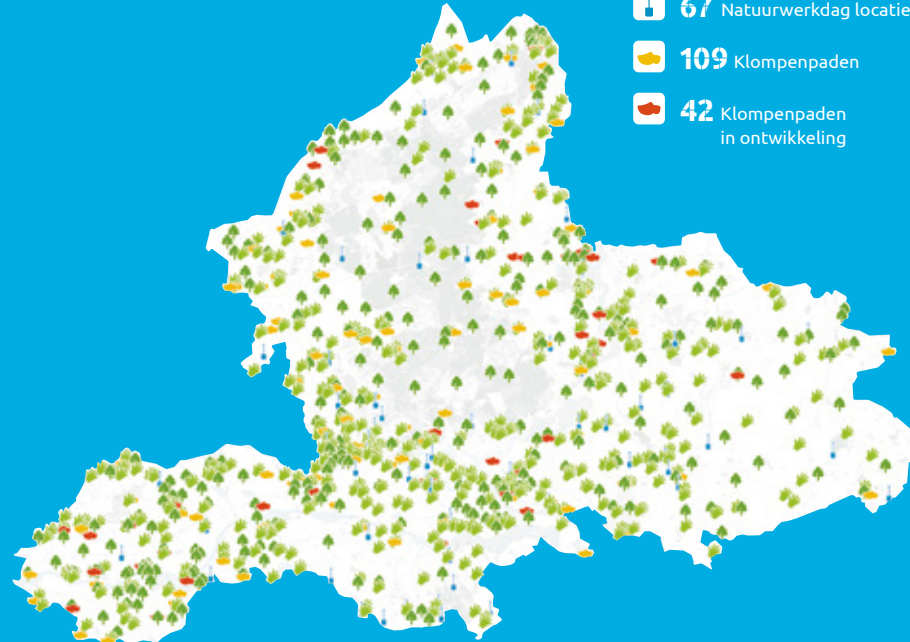 67 Natuurwerkdag locatie
109 Klompenpaden
42 Klompenpaden
in ontwikkeling